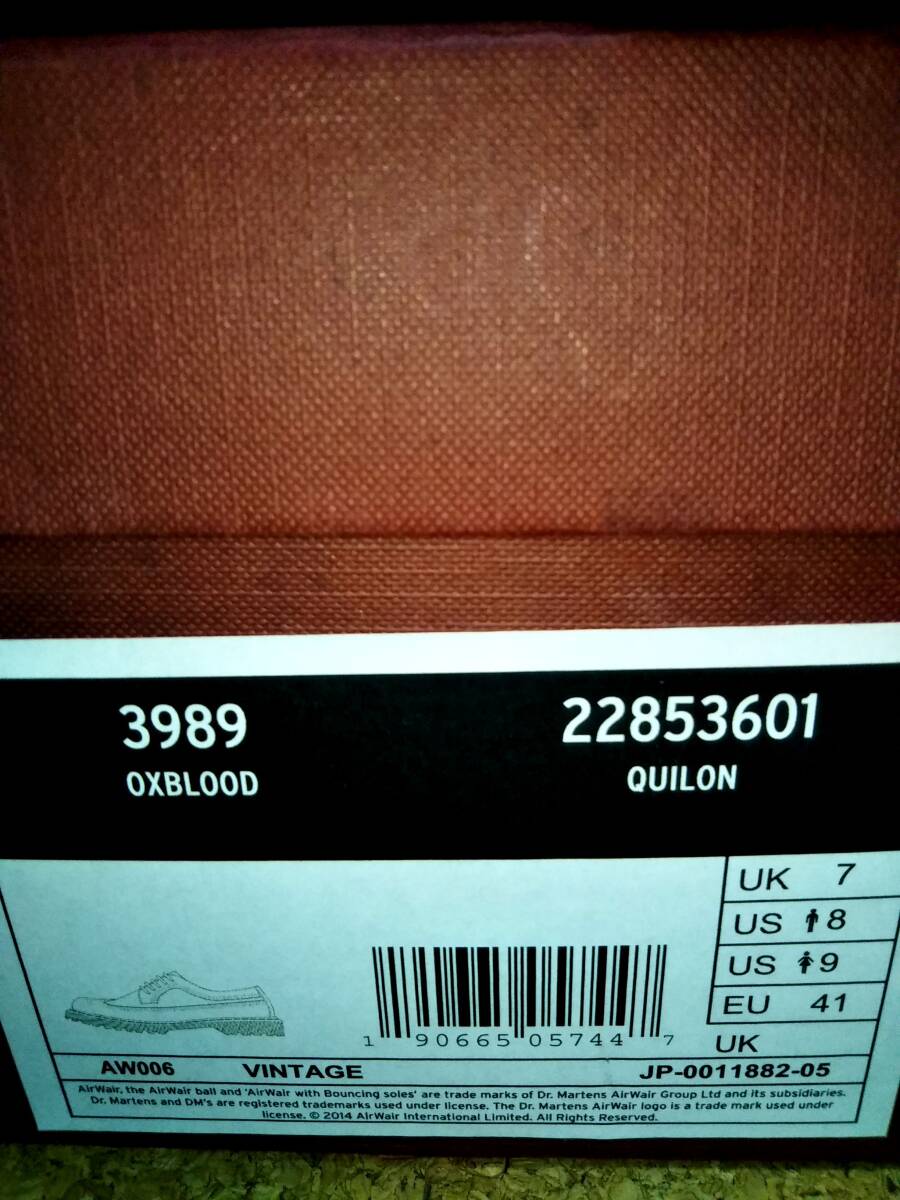 3989 22853601
OXBLOOD QUILON
UK 7
US 8
US 9
EU 41
1 90665 05744 7
UK
AW006 VINTAGE JP-0011882-05
AirWair, the AirWair ball and 'AirWair with Bouncing soles' are trade marks of Dr. Martens AirWair Group Ltd and its subsidiaries.
Dr. Martens and DM's are registered trademarks used under license. The Dr. Martens AirWair logo is a trade mark used under
license. © 2014 AirWair International Limited. All Rights Reserved.